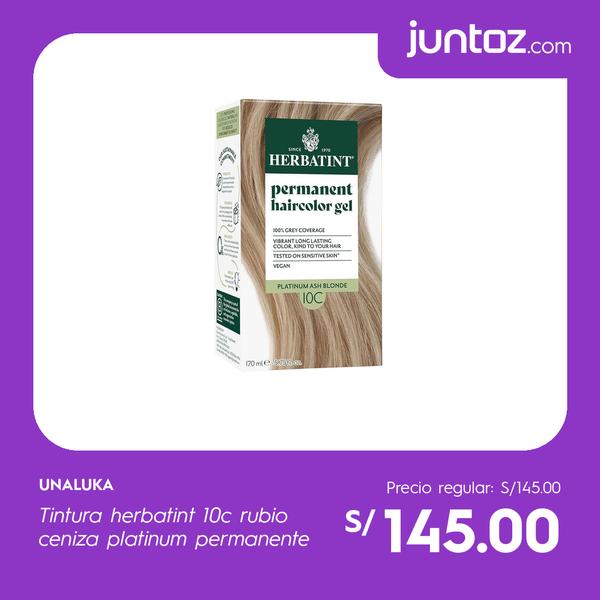 juntoz.com
SINCE 1970
HERBATINT®
permanent
haircolor gel
100% GREY COVERAGE
VIBRANT LONG LASTING
COLOR, KIND TO YOUR HAIR
TESTED ON SENSITIVE SKIN*
VEGAN
PLATINUM ASH BLONDE
10C
170 ml ℮
UNALUKA
Precio regular: S/145.00
Tintura herbatint 10c rubio
ceniza platinum permanente
S/ 145.00